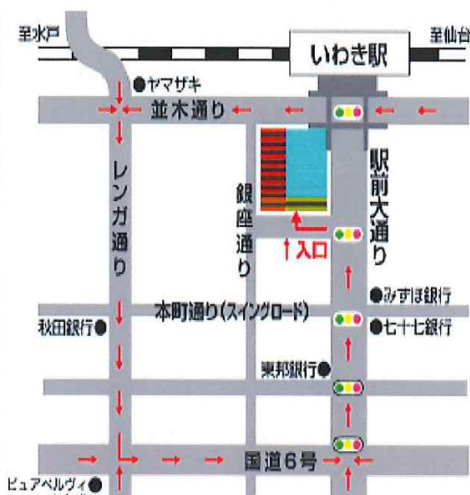 至水戸
至仙台
いわき駅
ヤマザキ
並木通り
レンガ通り
銀座通り
駅前大通り
入口
みずほ銀行
本町通り(スイングロード)
秋田銀行
七十七銀行
東邦銀行
国道6号
ピュアベルヴィ